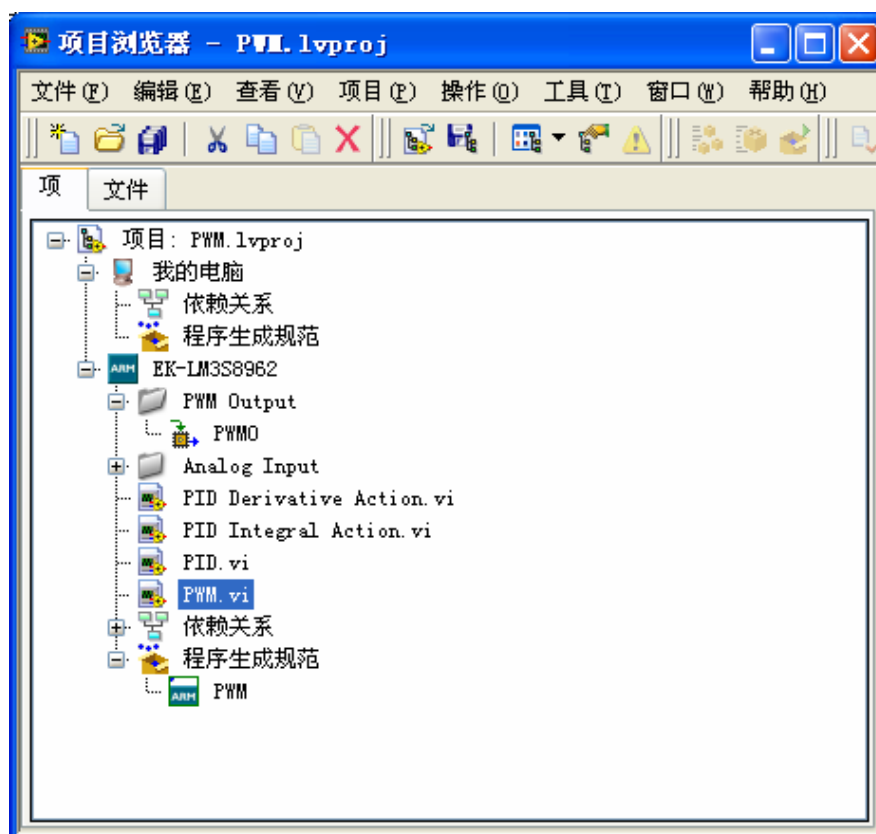 项目浏览器 - PWM.lvproj
文件(F) 编辑(E) 查看(V) 项目(P) 操作(O) 工具(T) 窗口(W) 帮助(H)
项 文件
项目: PWM.lvproj
我的电脑
依赖关系
程序生成规范
ARM EK-LM3S8962
PWM Output
PWM0
Analog Input
PID Derivative Action.vi
PID Integral Action.vi
PID.vi
PWM.vi
依赖关系
程序生成规范
ARM PWM